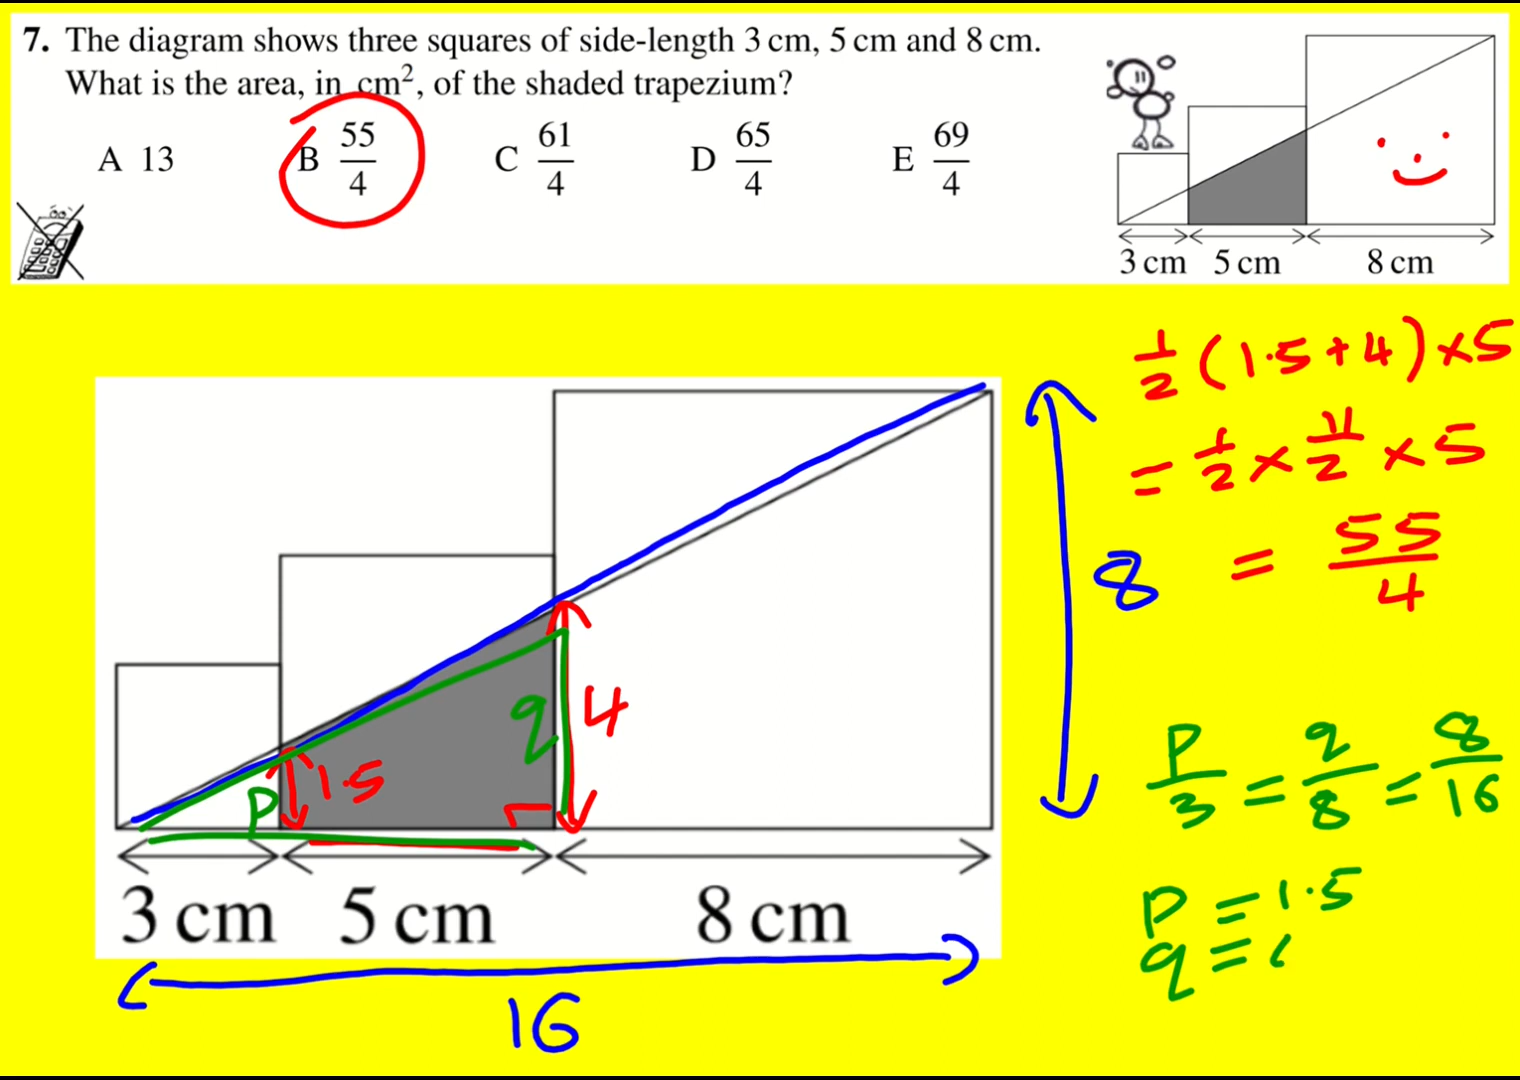 7. The diagram shows three squares of side-length 3 cm, 5 cm and 8 cm.
What is the area, in cm², of the shaded trapezium?
A 13 B 55/4 C 61/4 D 65/4 E 69/4
3 cm 5 cm 8 cm
1/2 (1.5 + 4) × 5
= 1/2 × 11/2 × 5
= 55/4
8
q 4
p 1.5
p/3 = q/8 = 8/16
p = 1.5
q =
3 cm 5 cm 8 cm
16